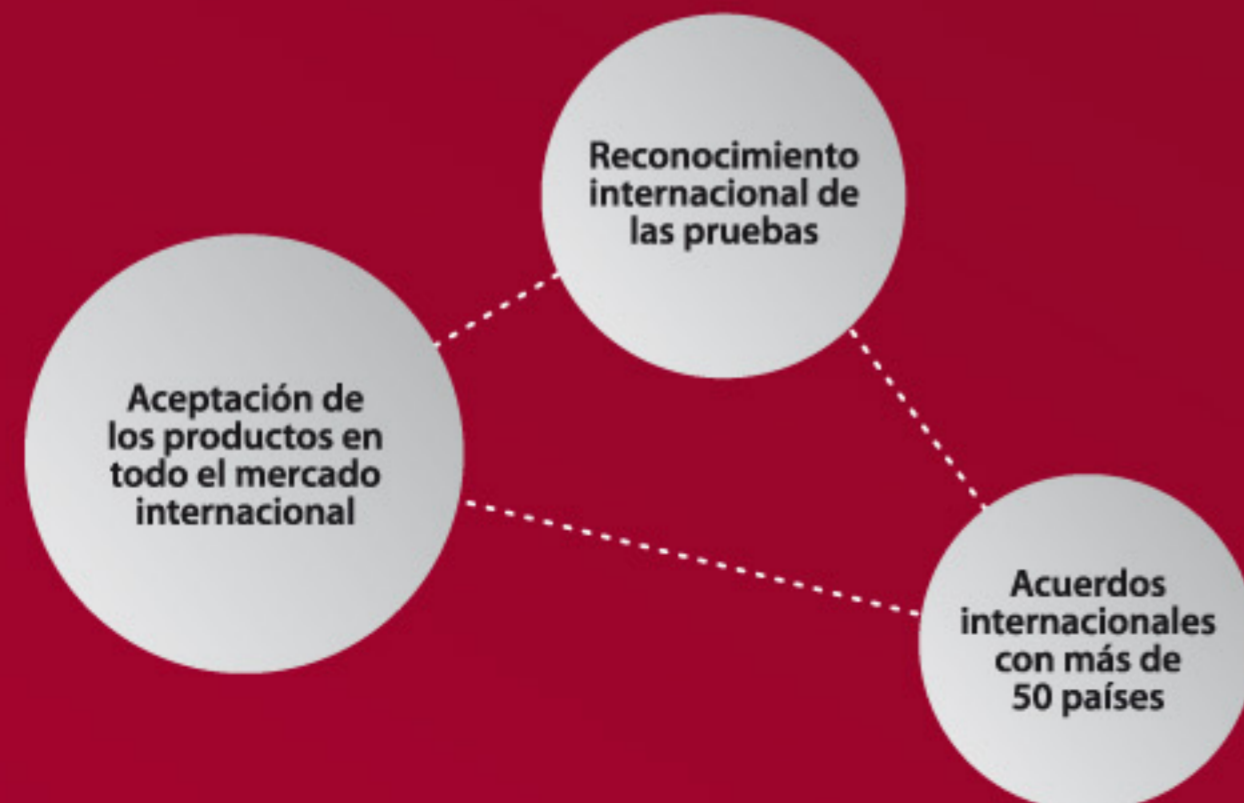 Reconocimiento
internacional de
las pruebas
Aceptación de
los productos en
todo el mercado
internacional
Acuerdos
internacionales
con más de
50 países